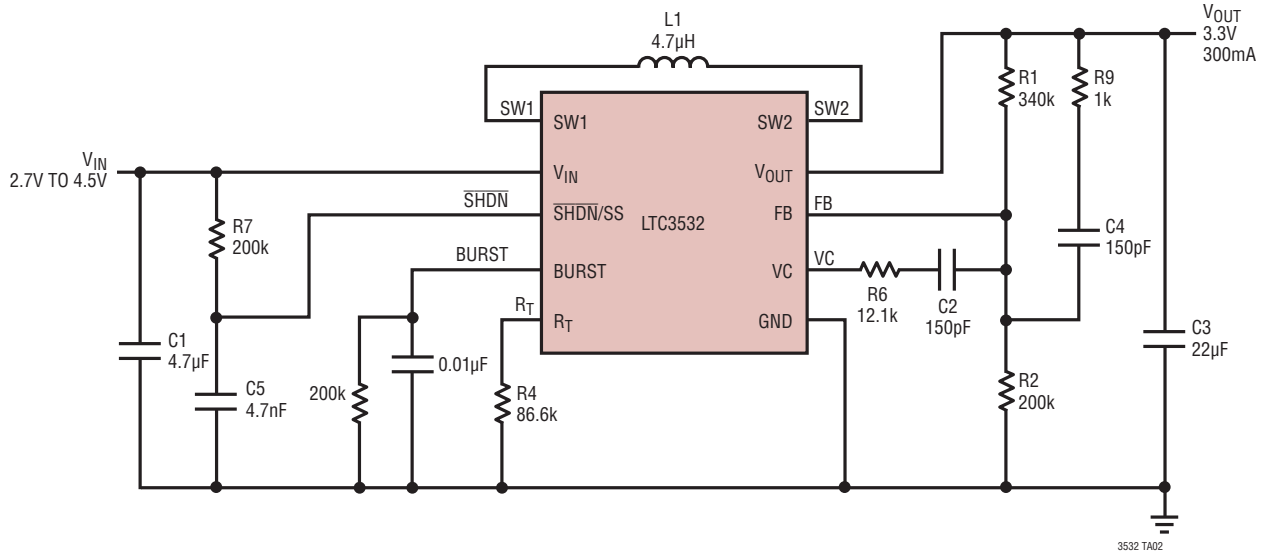 L1
4.7µH
VOUT
3.3V
300mA
R1
340k
R9
1k
SW1
SW2
SW1
SW2
VIN
2.7V TO 4.5V
VIN
VOUT
SHDN
SHDN/SS
LTC3532
FB
FB
R7
200k
C4
150pF
BURST
BURST
VC
VC
R6
12.1k
C2
150pF
RT
RT
GND
C1
4.7µF
C3
22µF
0.01µF
C5
4.7nF
200k
R4
86.6k
R2
200k
3532 TA02